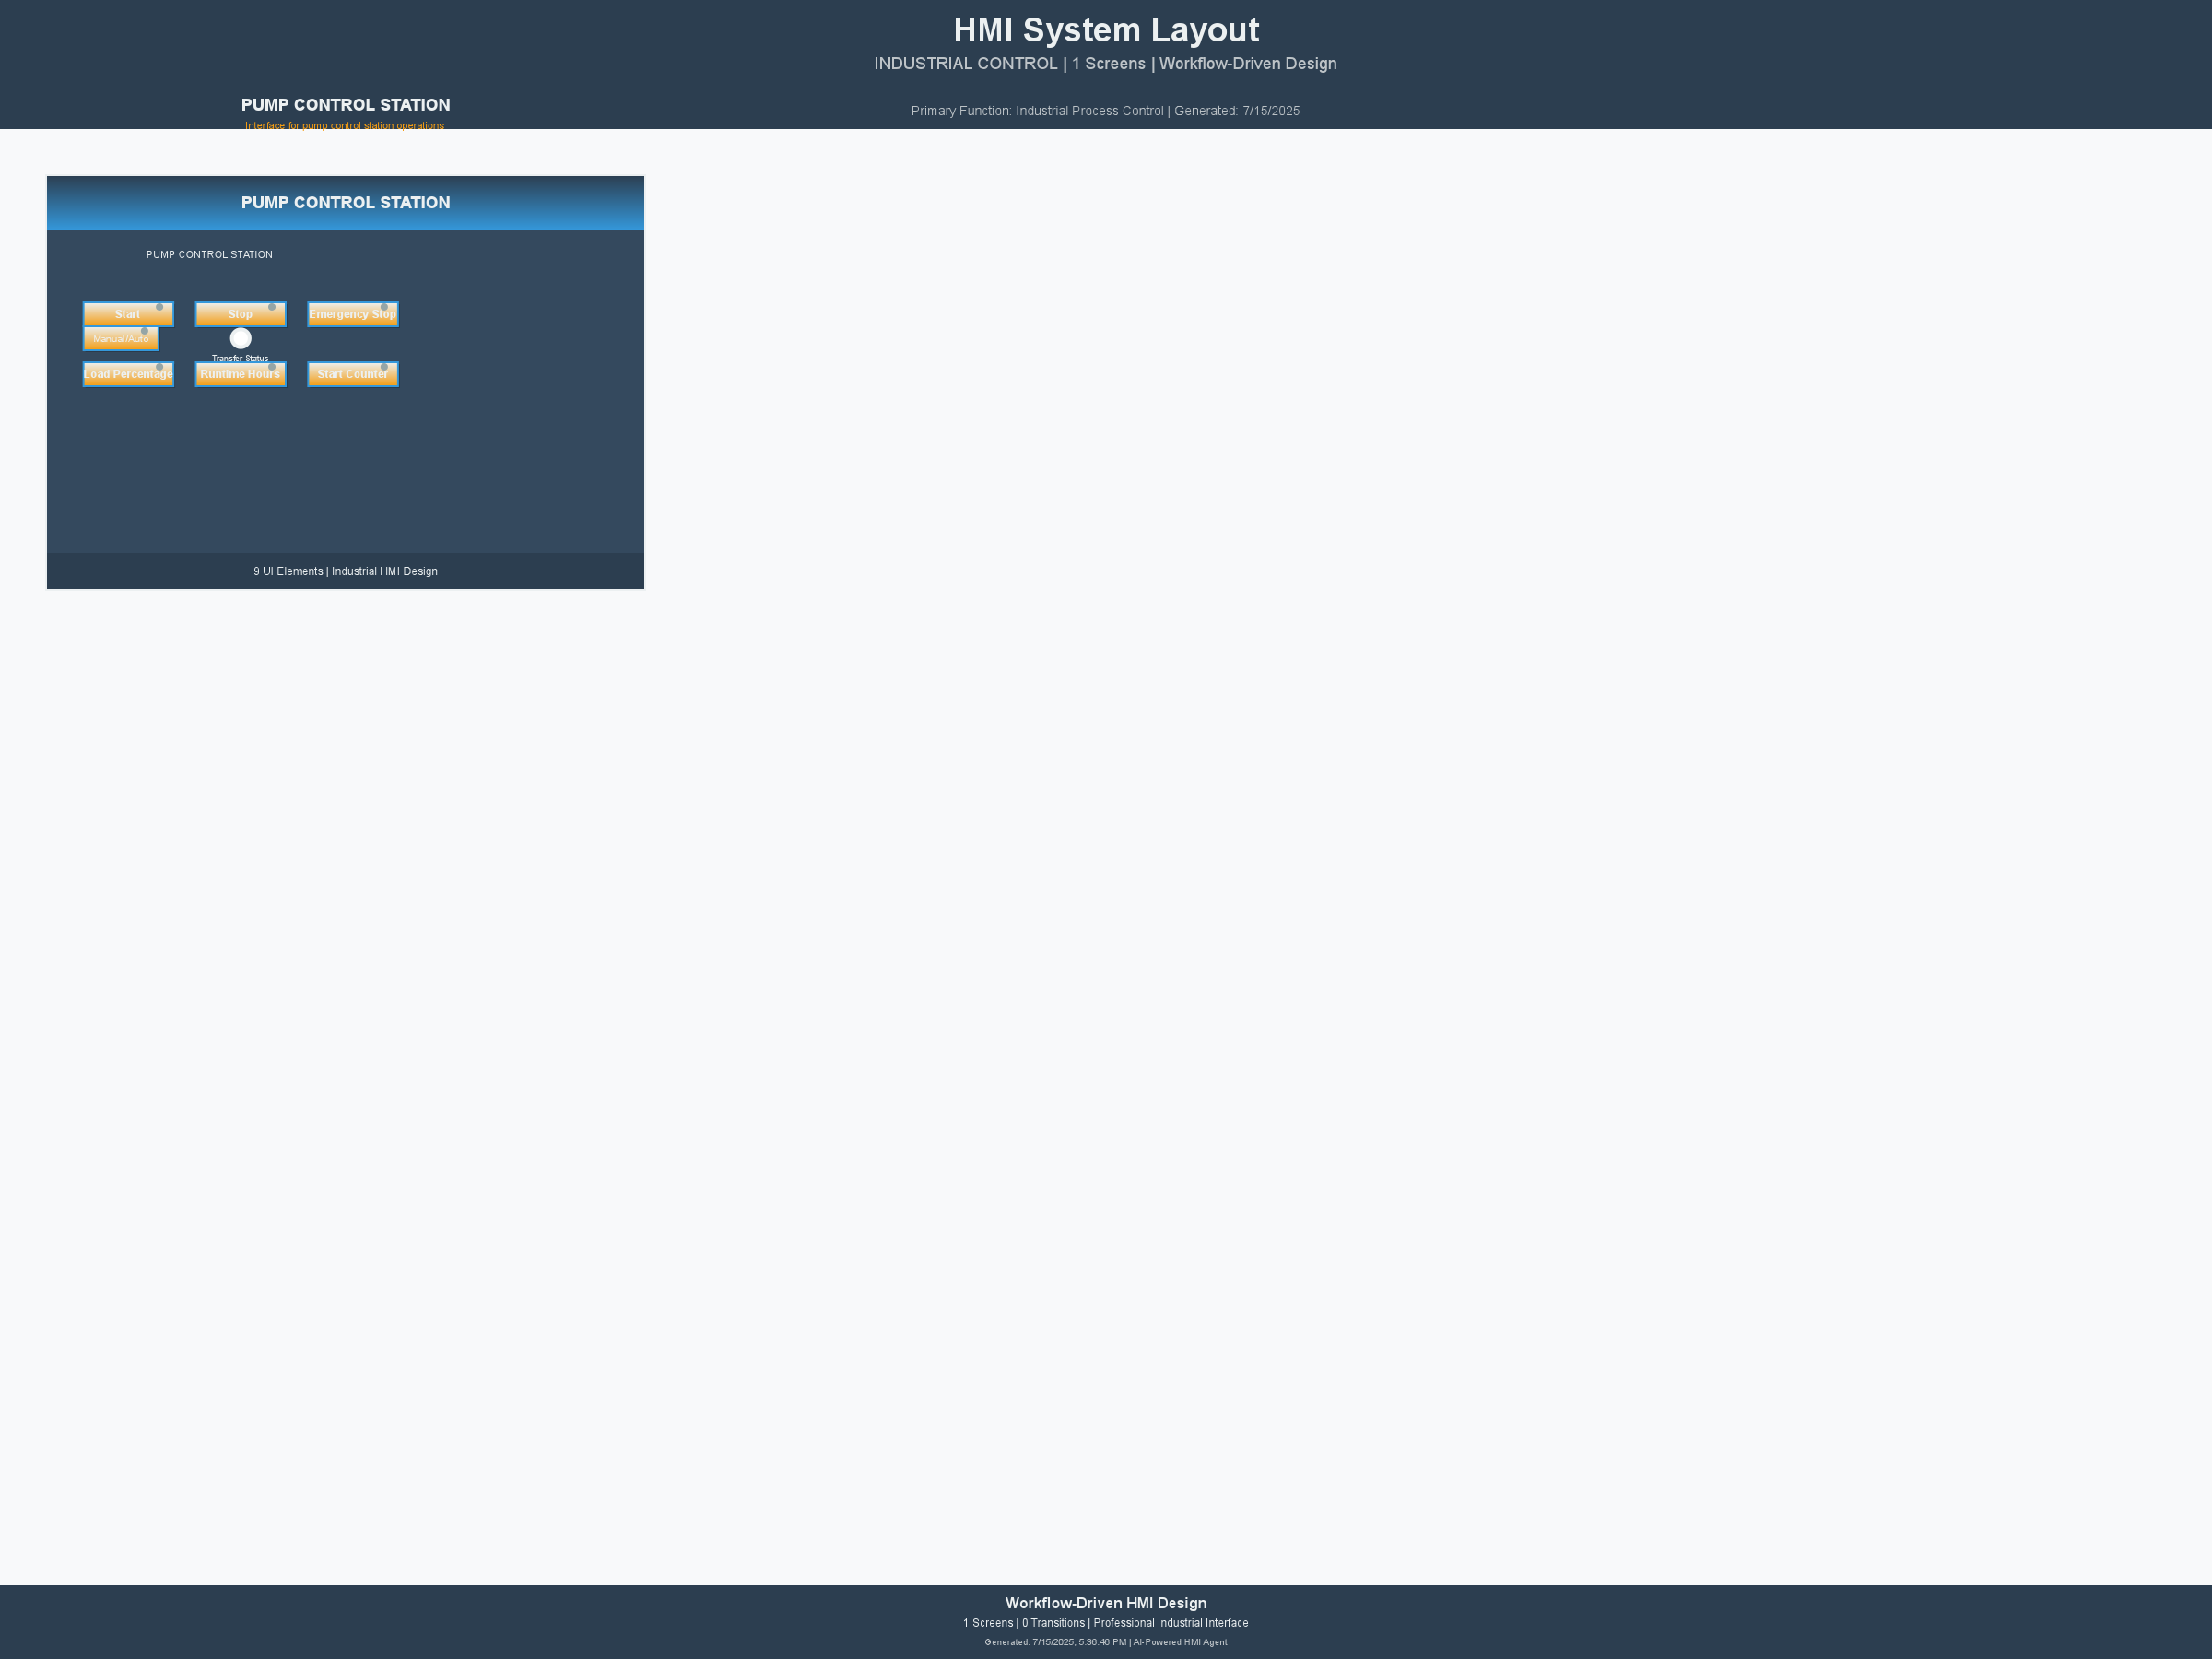 HMI System Layout
INDUSTRIAL CONTROL | 1 Screens | Workflow-Driven Design
Primary Function: Industrial Process Control | Generated: 7/15/2025
PUMP CONTROL STATION
Interface for pump control station operations
PUMP CONTROL STATION
PUMP CONTROL STATION
Start
Stop
Emergency Stop
Manual/Auto
Transfer Status
Load Percentage
Runtime Hours
Start Counter
9 UI Elements | Industrial HMI Design
Workflow-Driven HMI Design
1 Screens | 0 Transitions | Professional Industrial Interface
Generated: 7/15/2025, 5:36:46 PM | AI-Powered HMI Agent